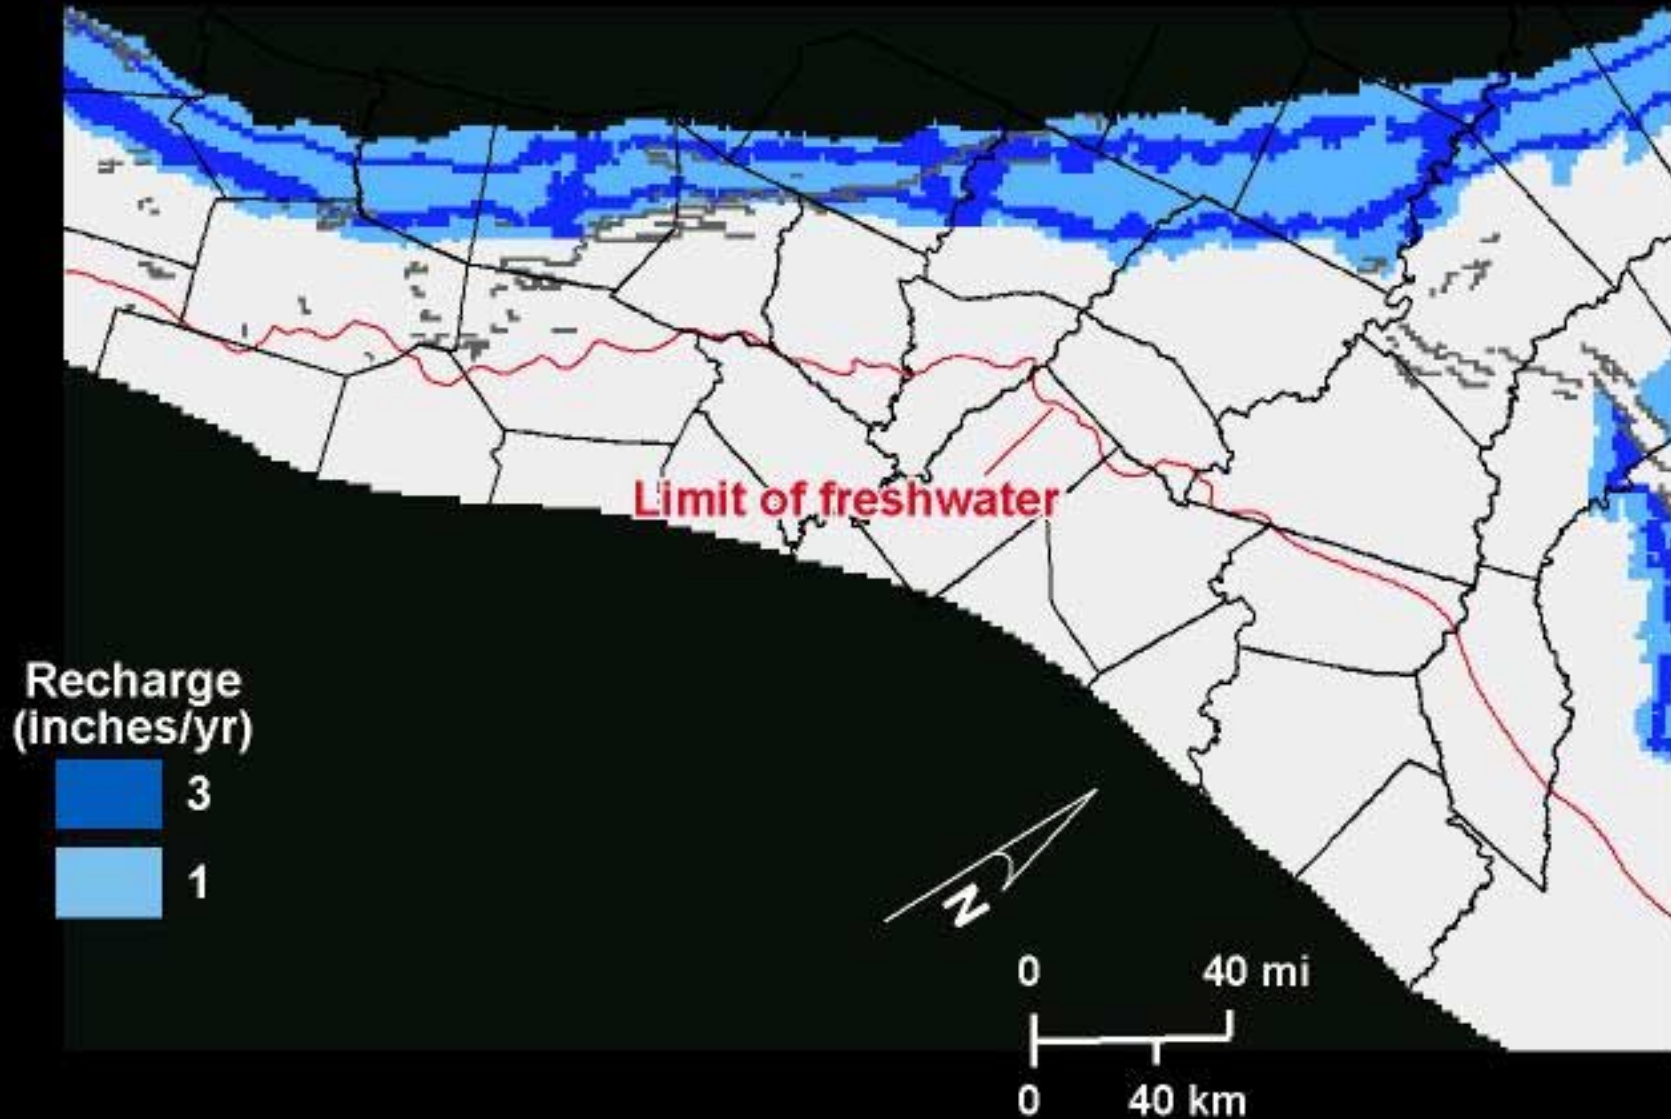 Limit of freshwater
Recharge
(inches/yr)
3
1
N
0 40 mi
0 40 km